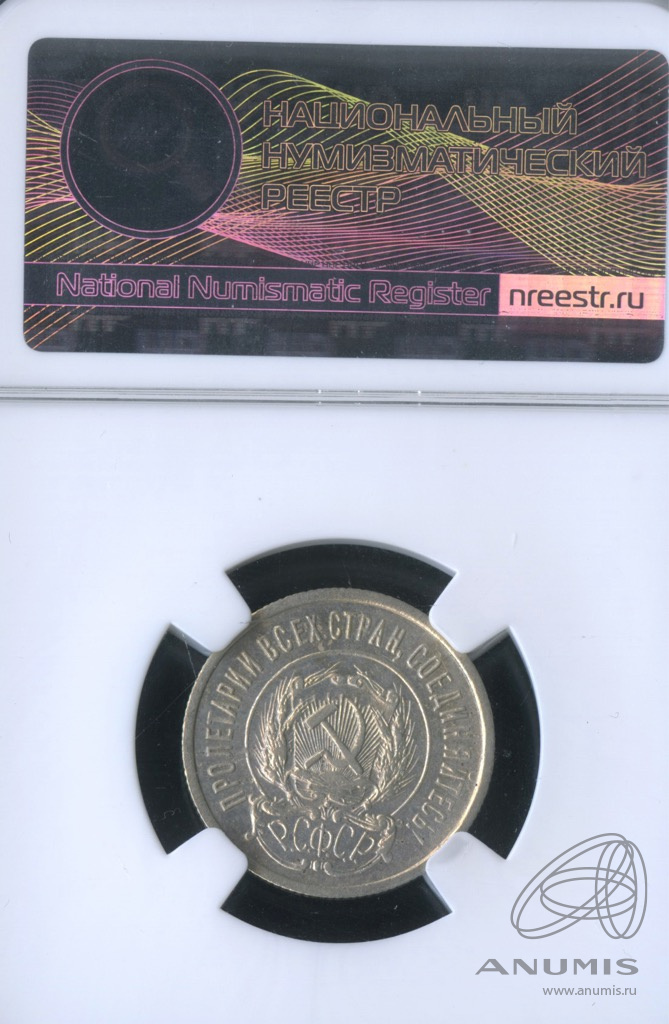 НАЦИОНАЛЬНЫЙ
НУМИЗМАТИЧЕСКИЙ
РЕЕСТР
National Numismatic Register
nreestr.ru
ПРОЛЕТАРИИ ВСЕХ СТРАН, СОЕДИНЯЙТЕСЬ!
Р.С.Ф.С.Р.
ANUMIS
www.anumis.ru